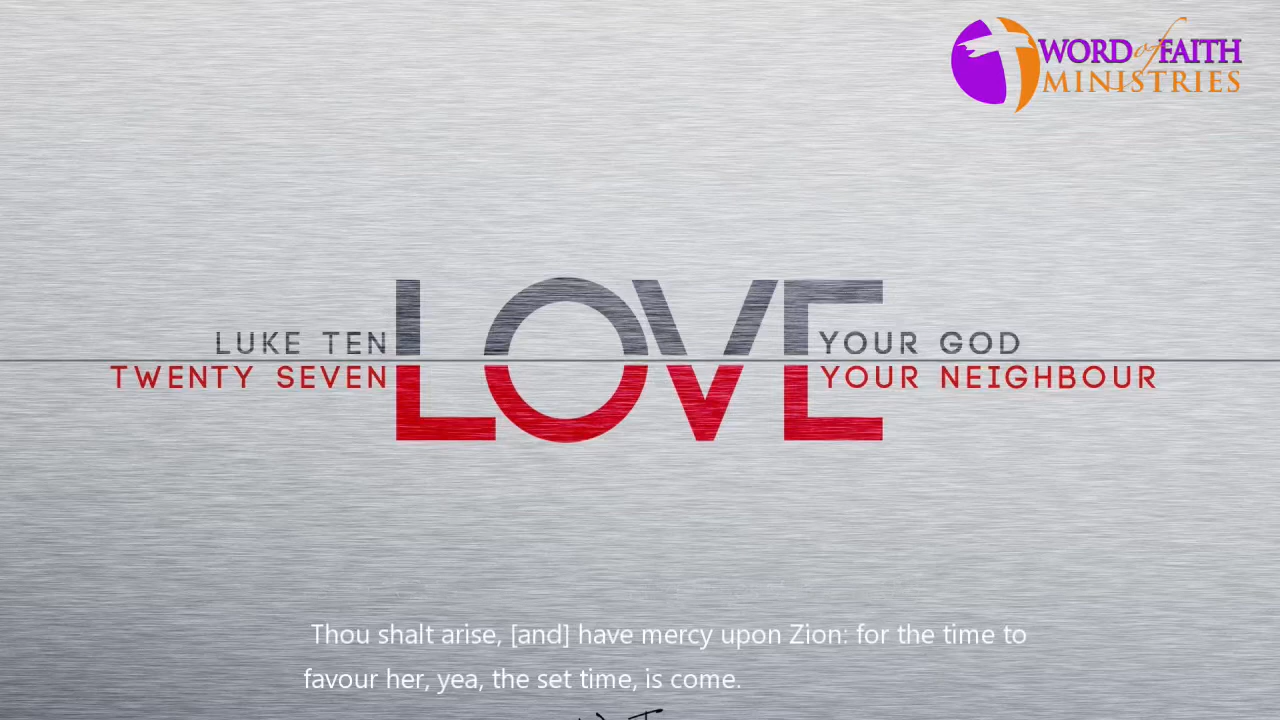 WORD of FAITH
MINISTRIES
LUKE TEN
TWENTY SEVEN
LOVE
YOUR GOD
YOUR NEIGHBOUR
Thou shalt arise, [and] have mercy upon Zion: for the time to
favour her, yea, the set time, is come.